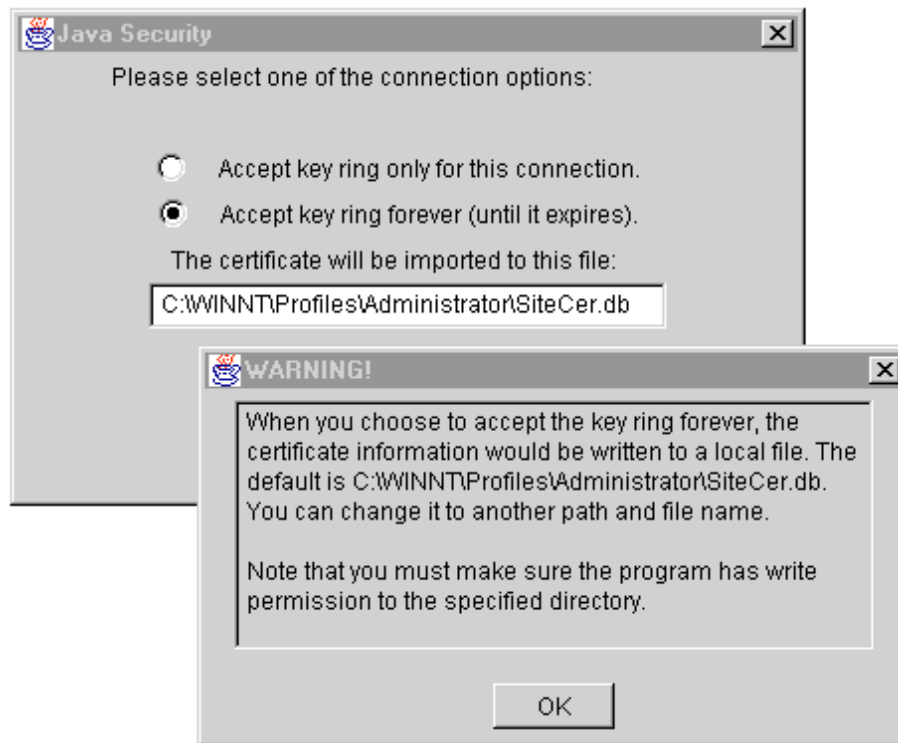 Java Security
Please select one of the connection options:
Accept key ring only for this connection.
Accept key ring forever (until it expires).
The certificate will be imported to this file:
C:\WINNT\Profiles\Administrator\SiteCer.db
WARNING!
When you choose to accept the key ring forever, the
certificate information would be written to a local file. The
default is C:\WINNT\Profiles\Administrator\SiteCer.db.
You can change it to another path and file name.
Note that you must make sure the program has write
permission to the specified directory.
OK